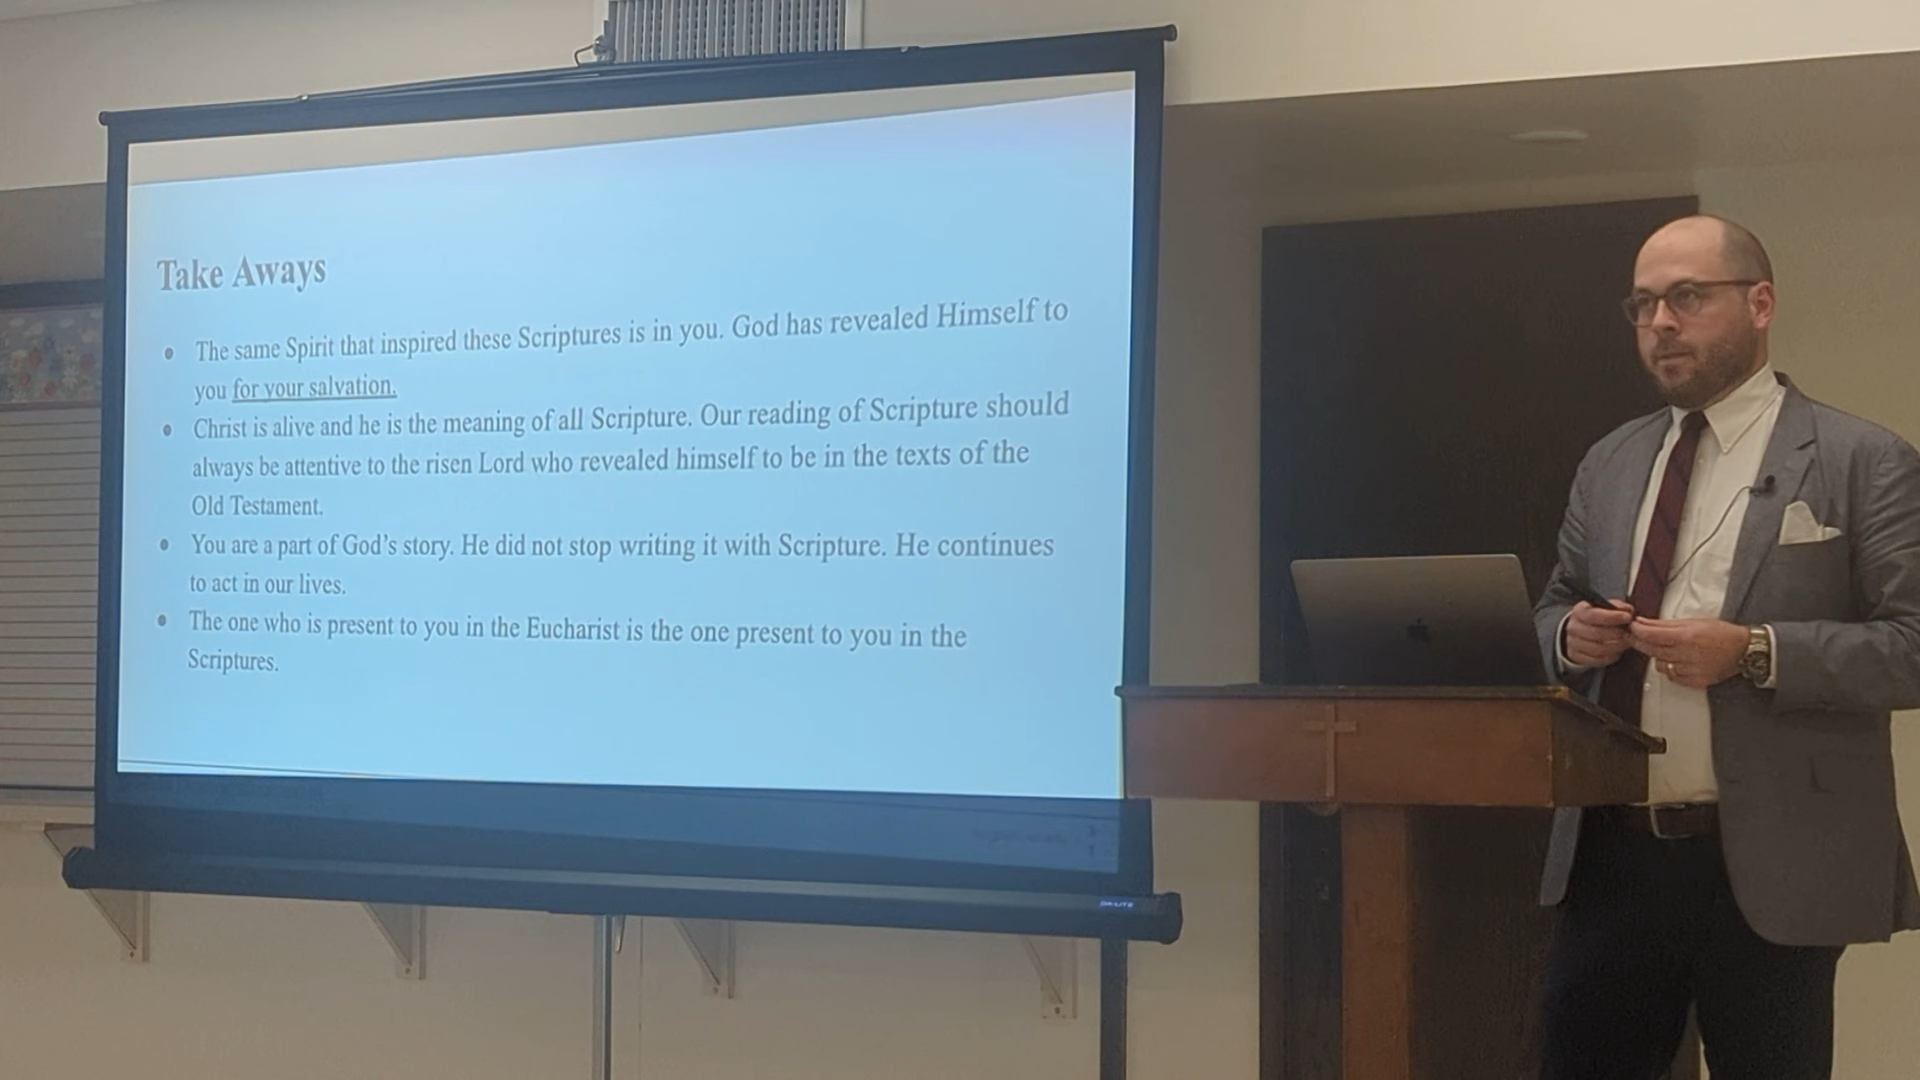 Take Aways
• The same Spirit that inspired these Scriptures is in you. God has revealed Himself to
you for your salvation.
• Christ is alive and he is the meaning of all Scripture. Our reading of Scripture should
always be attentive to the risen Lord who revealed himself to be in the texts of the
Old Testament.
• You are a part of God's story. He did not stop writing it with Scripture. He continues
to act in our lives.
• The one who is present to you in the Eucharist is the one present to you in the
Scriptures.
DA-LITE